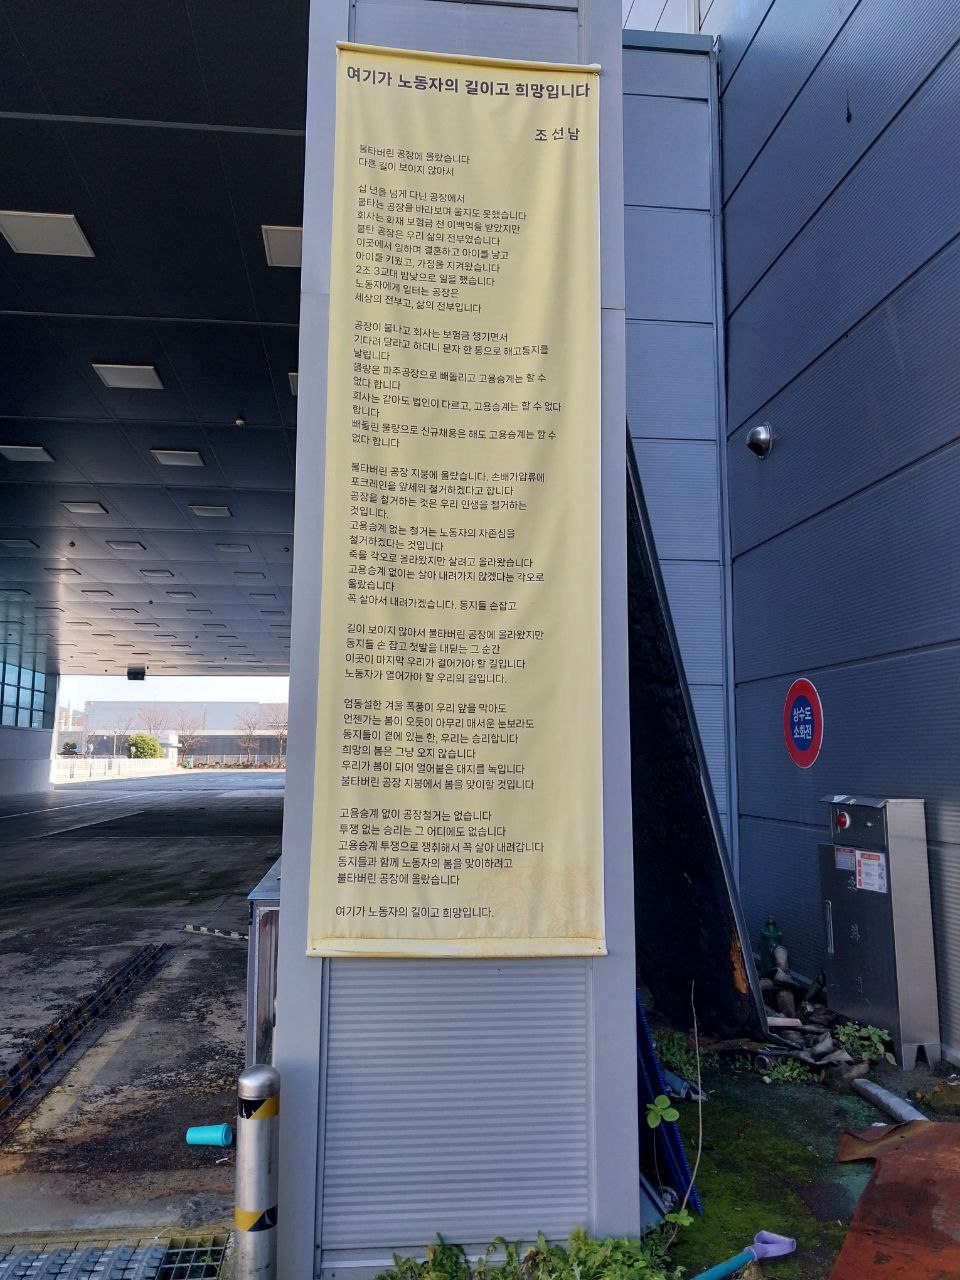 여기가 노동자의 길이고 희망입니다
조선남
불타버린 공장에 올랐습니다
다른 길이 보이지 않아서
십 년을 넘게 다닌 공장에서
불타는 공장을 바라보며 울지도 못했습니다
회사는 화재 보험금 천 이백억을 받았지만
불탄 공장은 우리 삶의 전부였습니다
이곳에서 일하며 결혼하고 아이를 낳고
아이를 키웠고, 가정을 지켜왔습니다
2조 3교대 밤낮으로 일을 했습니다
노동자에게 일터는 공장은
세상의 전부고, 삶의 전부입니다
공장이 불나고 회사는 보험금 챙기면서
기다려 달라고 하더니 문자 한 통으로 해고통지를
날립니다
물량은 파주공장으로 빼돌리고 고용승계는 할 수
없다 합니다
회사는 같아도 법인이 다르고, 고용승계는 할 수 없다
합니다
빼돌린 물량으로 신규채용은 해도 고용승계는 할 수
없다 합니다
불타버린 공장 지붕에 올랐습니다. 손배가압류에
포크레인을 앞세워 철거하겠다고 합니다
공장을 철거하는 것은 우리 인생을 철거하는
것입니다.
고용승계 없는 철거는 노동자의 자존심을
철거하겠다는 것입니다
죽을 각오로 올라왔지만 살려고 올라왔습니다
고용승계 없이는 살아 내려가지 않겠다는 각오로
올랐습니다
꼭 살아서 내려가겠습니다. 동지들 손잡고
길이 보이지 않아서 불타버린 공장에 올라왔지만
동지들 손 잡고 첫발을 내딛는 그 순간
이곳이 마지막 우리가 걸어가야 할 길입니다
노동자가 열어가야 할 우리의 길입니다.
엄동설한 겨울 폭풍이 우리 앞을 막아도
언젠가는 봄이 오듯이 아무리 매서운 눈보라도
동지들이 곁에 있는 한, 우리는 승리합니다
희망의 봄은 그냥 오지 않습니다
우리가 봄이 되어 얼어붙은 대지를 녹입니다
불타버린 공장 지붕에서 봄을 맞이할 것입니다
고용승계 없이 공장철거는 없습니다
투쟁 없는 승리는 그 어디에도 없습니다
고용승계 투쟁으로 쟁취해서 꼭 살아 내려갑니다
동지들과 함께 노동자의 봄을 맞이하려고
불타버린 공장에 올랐습니다
여기가 노동자의 길이고 희망입니다.
상수도
소화전